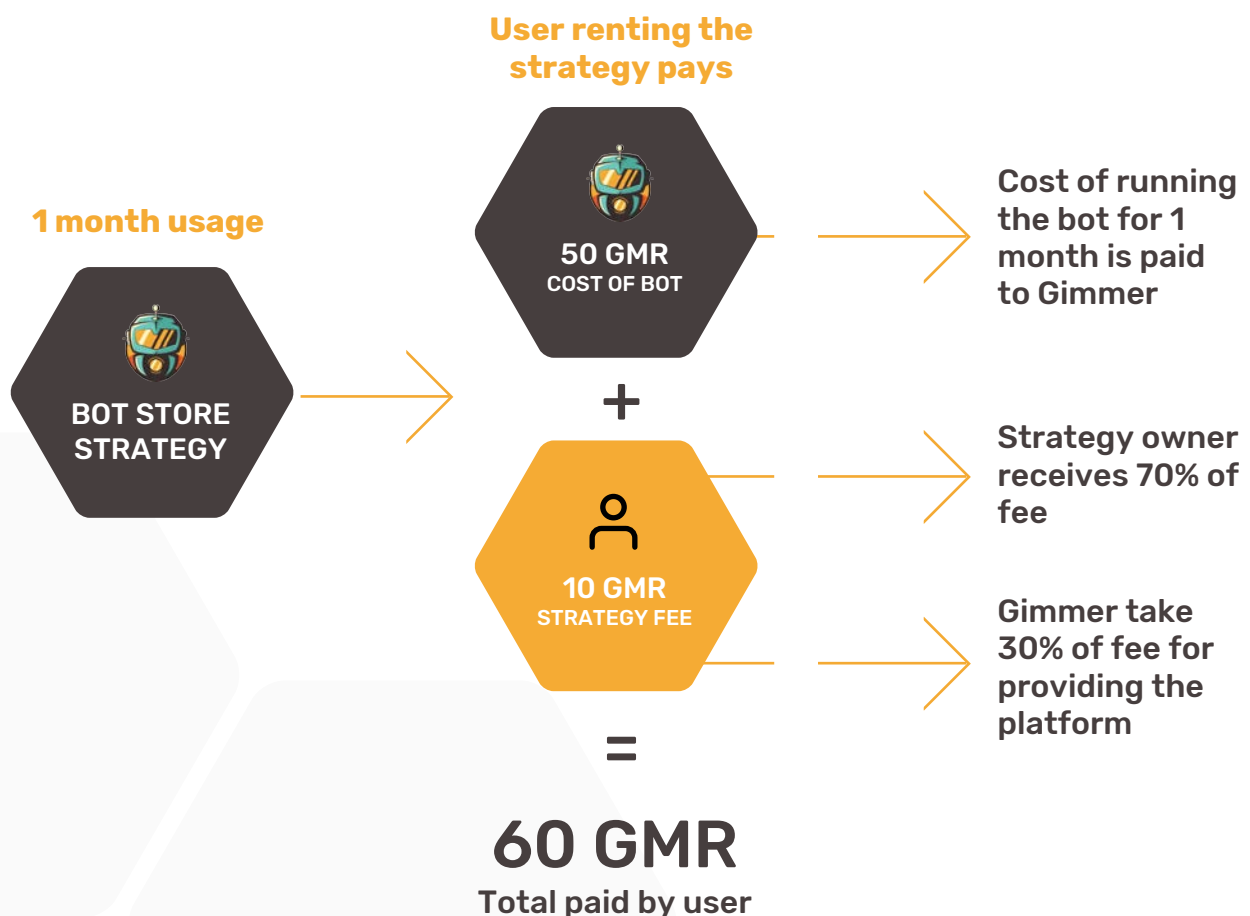 User renting the
strategy pays
1 month usage
BOT STORE
STRATEGY
50 GMR
COST OF BOT
Cost of running
the bot for 1
month is paid
to Gimmer
+
10 GMR
STRATEGY FEE
Strategy owner
receives 70% of
fee
Gimmer take
30% of fee for
providing the
platform
=
60 GMR
Total paid by user